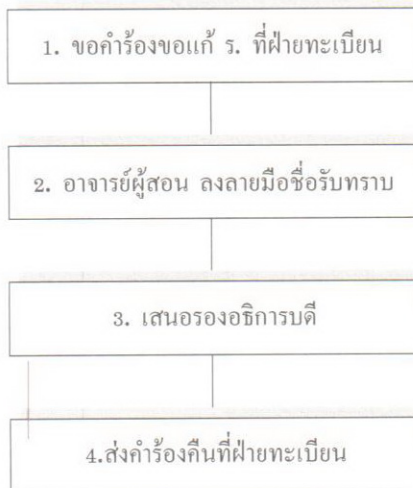 1. ขอคำร้องขอแก้ ร. ที่ฝ่ายทะเบียน
2. อาจารย์ผู้สอน ลงลายมือชื่อรับทราบ
3. เสนอรองอธิการบดี
4.ส่งคำร้องคืนที่ฝ่ายทะเบียน